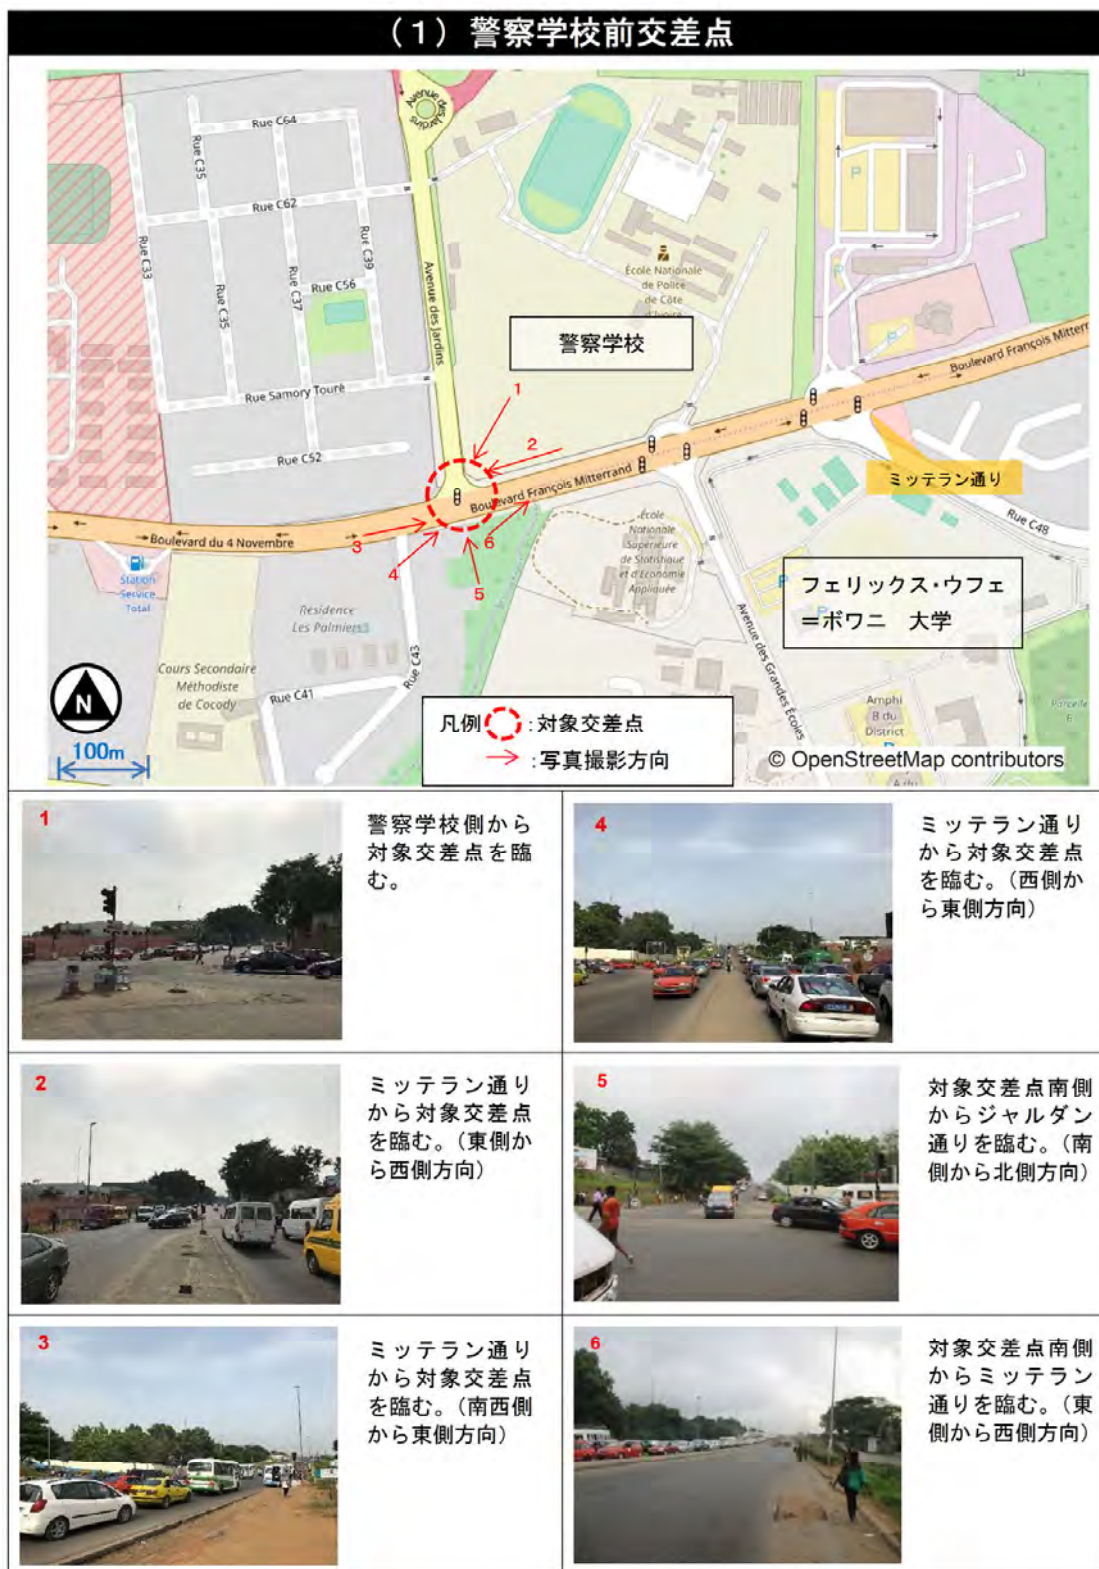 （１）警察学校前交差点
Avenue des Jardins
Rue C64
Rue C35
Rue C62
Rue C33
Rue C39
Rue C56
Rue C37
Rue C35
Avenue des Jardins
École Nationale
de Police
de Côte
d'Ivoire
P
P
P
警察学校
Boulevard François Mitterr
Rue Samory Touré
1
2
Rue C52
Boulevard François Mitterrand
ミッテラン通り
3
4
5
6
Boulevard du 4 Novembre
École
Nationale
Supérieure
de Statistique
et d'Economie
Appliquée
Rue C48
Station
Service
Total
Résidence
Les Palmiers3
P
P
フェリックス・ウフェ
＝ボワニ 大学
Avenue des Grandes Écoles
Cours Secondaire
Méthodiste
de Cocody
Rue C41
Rue C43
Amphi
B du
District
Parcelle
N
100m
凡例 :対象交差点
:写真撮影方向
© OpenStreetMap contributors
1
警察学校側から
対象交差点を臨
む。
4
ミッテラン通り
から対象交差点
を臨む。（西側か
ら東側方向）
2
ミッテラン通り
から対象交差点
を臨む。（東側か
ら西側方向）
5
対象交差点南側
からジャルダン
通りを臨む。（南
側から北側方向）
3
ミッテラン通り
から対象交差点
を臨む。（南西側
から東側方向）
6
対象交差点南側
からミッテラン
通りを臨む。（東
側から西側方向）